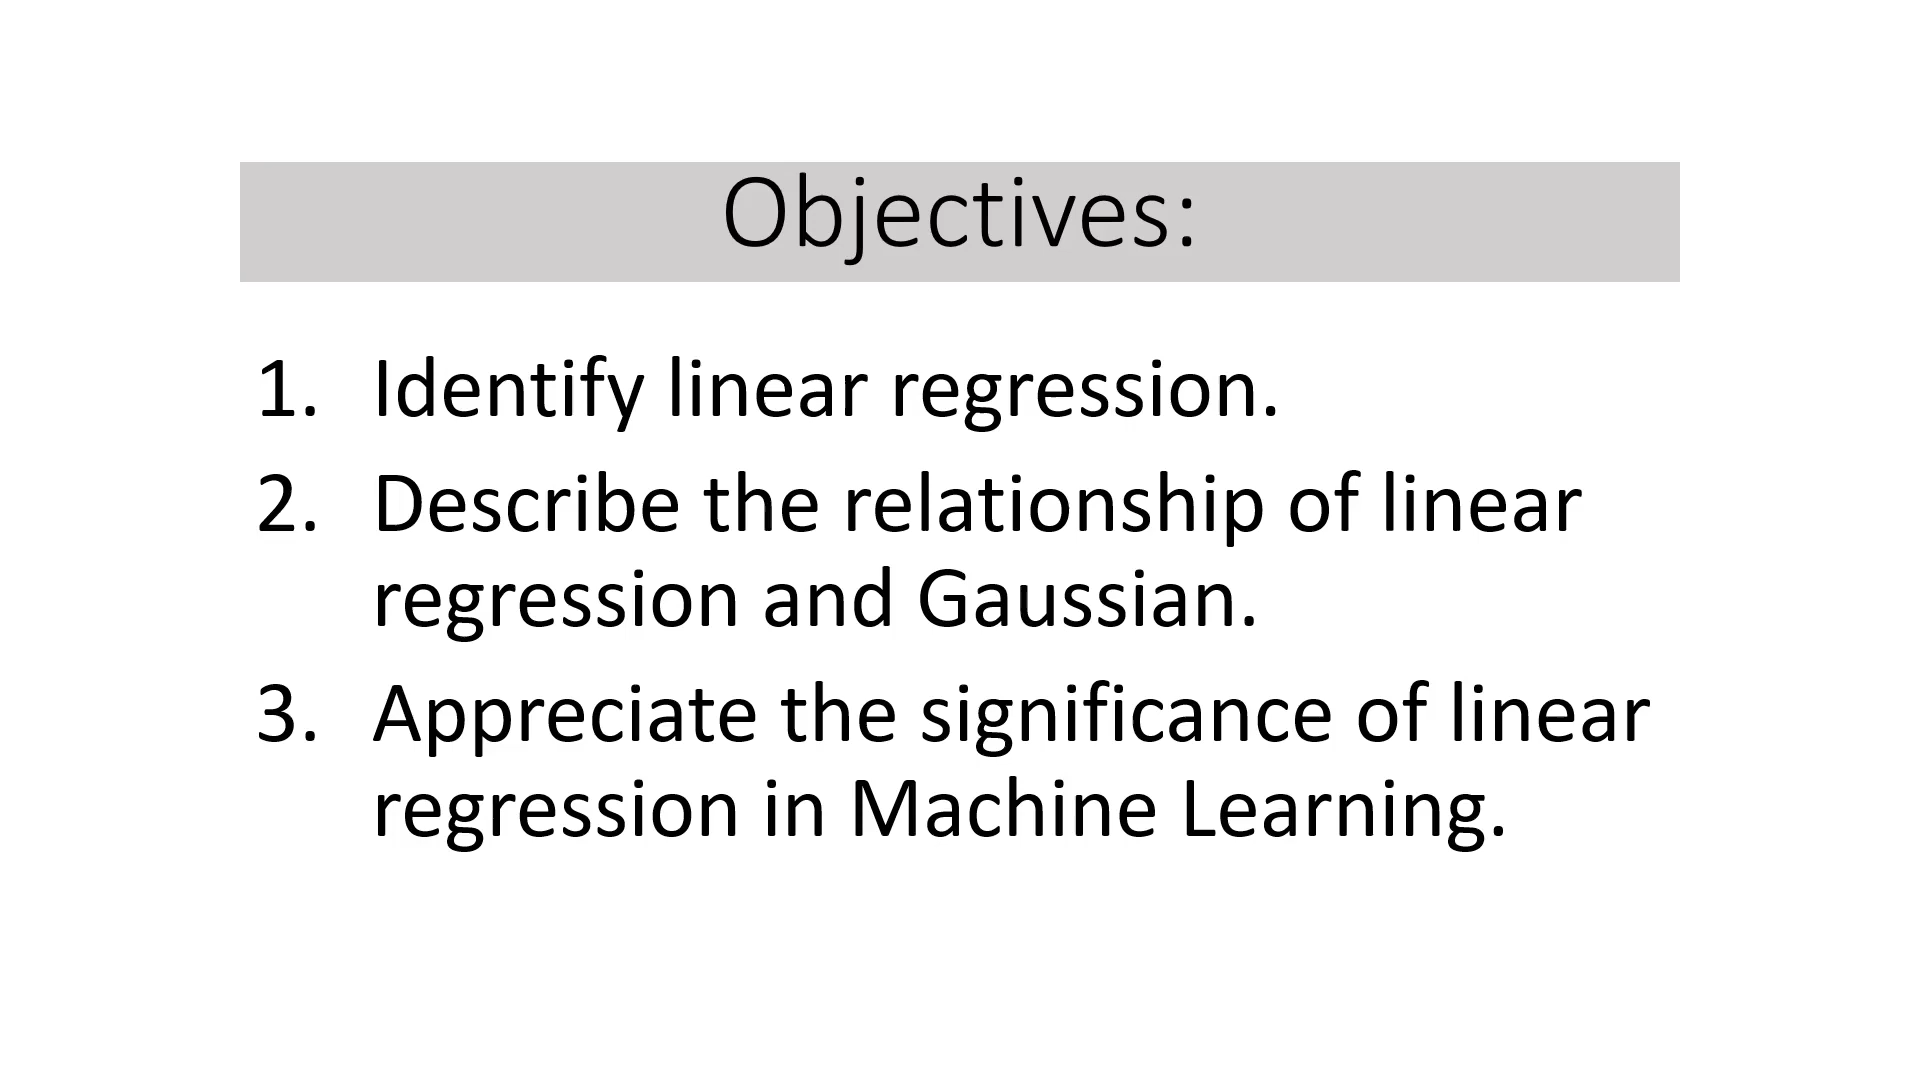 Objectives:
1. Identify linear regression.
2. Describe the relationship of linear
regression and Gaussian.
3. Appreciate the significance of linear
regression in Machine Learning.